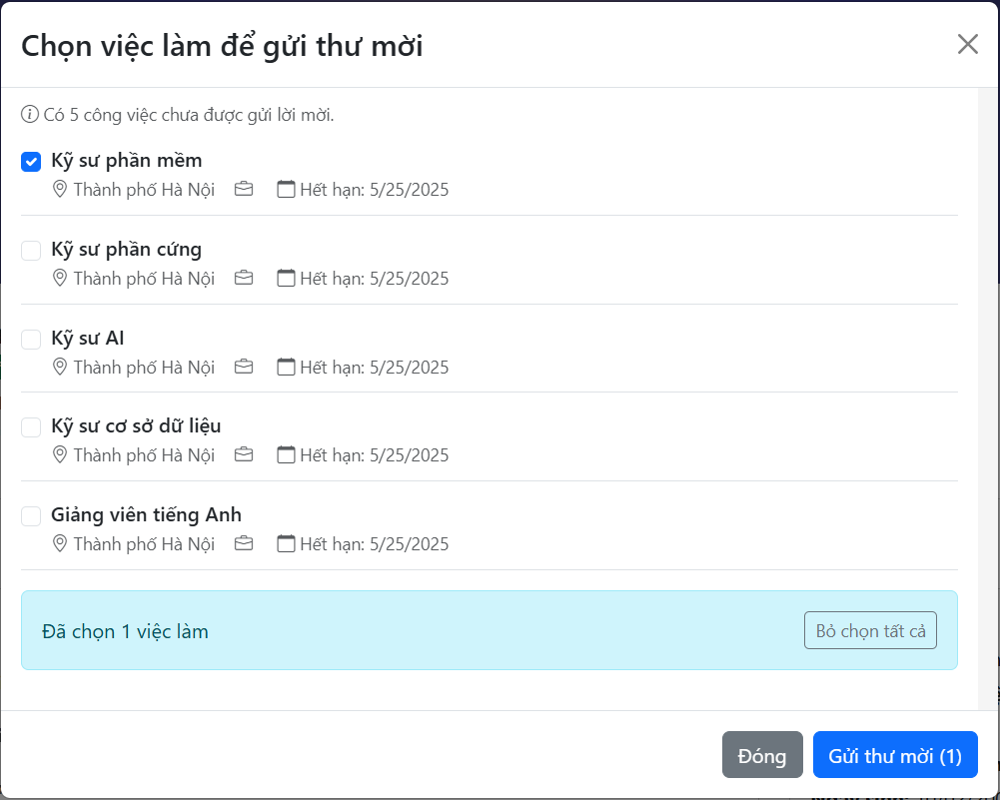 Chọn việc làm để gửi thư mời
Có 5 công việc chưa được gửi lời mời.
Kỹ sư phần mềm
Thành phố Hà Nội Hết hạn: 5/25/2025
Kỹ sư phần cứng
Thành phố Hà Nội Hết hạn: 5/25/2025
Kỹ sư AI
Thành phố Hà Nội Hết hạn: 5/25/2025
Kỹ sư cơ sở dữ liệu
Thành phố Hà Nội Hết hạn: 5/25/2025
Giảng viên tiếng Anh
Thành phố Hà Nội Hết hạn: 5/25/2025
Đã chọn 1 việc làm Bỏ chọn tất cả
Đóng Gửi thư mời (1)